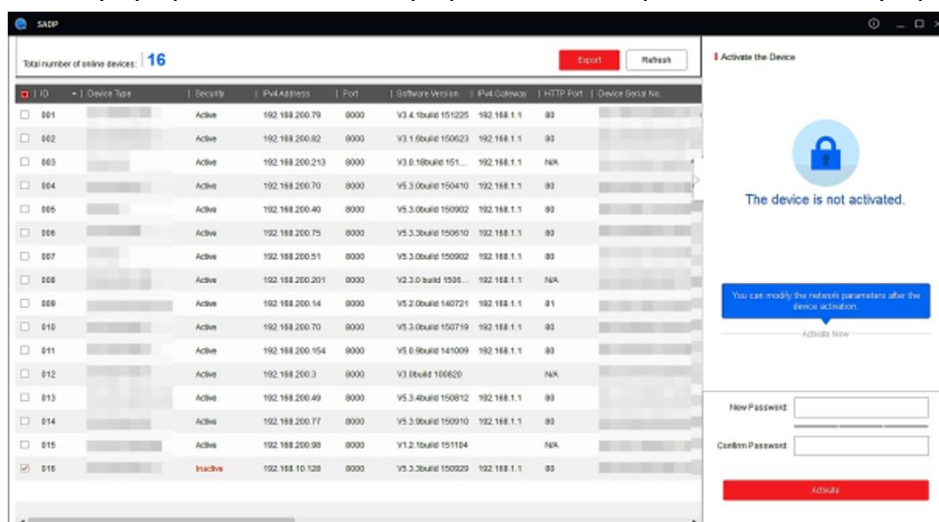 SADP
Total number of online devices: 16
Export
Refresh
ID | Device Type | Security | IPv4 Address | Port | Software Version | IPv4 Gateway | HTTP Port | Device Serial No.
001 Active 192.168.200.79 8000 V3.4.1build 151225 192.168.1.1 80
002 Active 192.168.200.82 8000 V3.1.6build 150623 192.168.1.1 80
003 Active 192.168.200.213 8000 V3.0.18build 151... 192.168.1.1 N/A
004 Active 192.168.200.70 8000 V5.3.0build 150410 192.168.1.1 80
005 Active 192.168.200.40 8000 V5.3.0build 150902 192.168.1.1 80
006 Active 192.168.200.75 8000 V5.3.3build 150610 192.168.1.1 80
007 Active 192.168.200.51 8000 V5.3.0build 150902 192.168.1.1 80
008 Active 192.168.200.201 8000 V2.3.0 build 1506... 192.168.1.1 N/A
009 Active 192.168.200.14 8000 V5.2.0build 140721 192.168.1.1 81
010 Active 192.168.200.70 8000 V5.3.0build 150719 192.168.1.1 80
011 Active 192.168.200.154 8000 V5.0.9build 141009 192.168.1.1 80
012 Active 192.168.200.3 8000 V3.0build 100820 N/A
013 Active 192.168.200.49 8000 V5.3.4build 150812 192.168.1.1 80
014 Active 192.168.200.77 8000 V5.3.9build 150910 192.168.1.1 80
015 Active 192.168.200.98 8000 V1.2.1build 151104 N/A
016 Inactive 192.168.10.128 8000 V5.3.3build 150929 192.168.1.1 80
Activate the Device
The device is not activated.
You can modify the network parameters after the
device activation.
Activate Now
New Password:
Confirm Password:
Activate